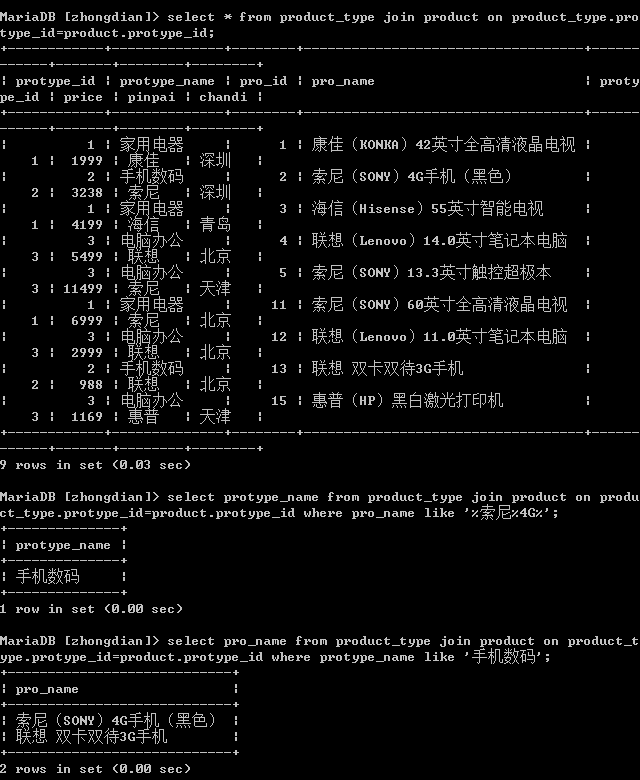 MariaDB [zhongdian]> select * from product_type join product on product_type.pro
type_id=product.protype_id;
+------------+--------------+--------+------------------------------------+------
------+-------+--------+--------+
| protype_id | protype_name | pro_id | pro_name                           | proty
pe_id | price | pinpai | chandi |
+------------+--------------+--------+------------------------------------+------
------+-------+--------+--------+
|          1 | 家用电器     |      1 | 康佳（KONKA）42英寸全高清液晶电视 |
    1 |  1999 | 康佳   | 深圳   |
|          2 | 手机数码     |      2 | 索尼（SONY）4G手机（黑色） |
    2 |  3238 | 索尼   | 深圳   |
|          1 | 家用电器     |      3 | 海信（Hisense）55英寸智能电视 |
    1 |  4199 | 海信   | 青岛   |
|          3 | 电脑办公     |      4 | 联想（Lenovo）14.0英寸笔记本电脑 |
    3 |  5499 | 联想   | 北京   |
|          3 | 电脑办公     |      5 | 索尼（SONY）13.3英寸触控超极本 |
    3 | 11499 | 索尼   | 天津   |
|          1 | 家用电器     |     11 | 索尼（SONY）60英寸全高清液晶电视 |
    1 |  6999 | 索尼   | 北京   |
|          3 | 电脑办公     |     12 | 联想（Lenovo）11.0英寸笔记本电脑 |
    3 |  2999 | 联想   | 北京   |
|          2 | 手机数码     |     13 | 联想 双卡双待3G手机 |
    2 |   988 | 联想   | 北京   |
|          3 | 电脑办公     |     15 | 惠普（HP）黑白激光打印机 |
    3 |  1169 | 惠普   | 天津   |
+------------+--------------+--------+------------------------------------+------
------+-------+--------+--------+
9 rows in set (0.03 sec)
MariaDB [zhongdian]> select protype_name from product_type join product on produ
ct_type.protype_id=product.protype_id where pro_name like '%索尼%4G%';
+--------------+
| protype_name |
+--------------+
| 手机数码     |
+--------------+
1 row in set (0.00 sec)
MariaDB [zhongdian]> select pro_name from product_type join product on product_t
ype.protype_id=product.protype_id where protype_name like '手机数码';
+----------------------------+
| pro_name                   |
+----------------------------+
| 索尼（SONY）4G手机（黑色） |
| 联想 双卡双待3G手机        |
+----------------------------+
2 rows in set (0.00 sec)